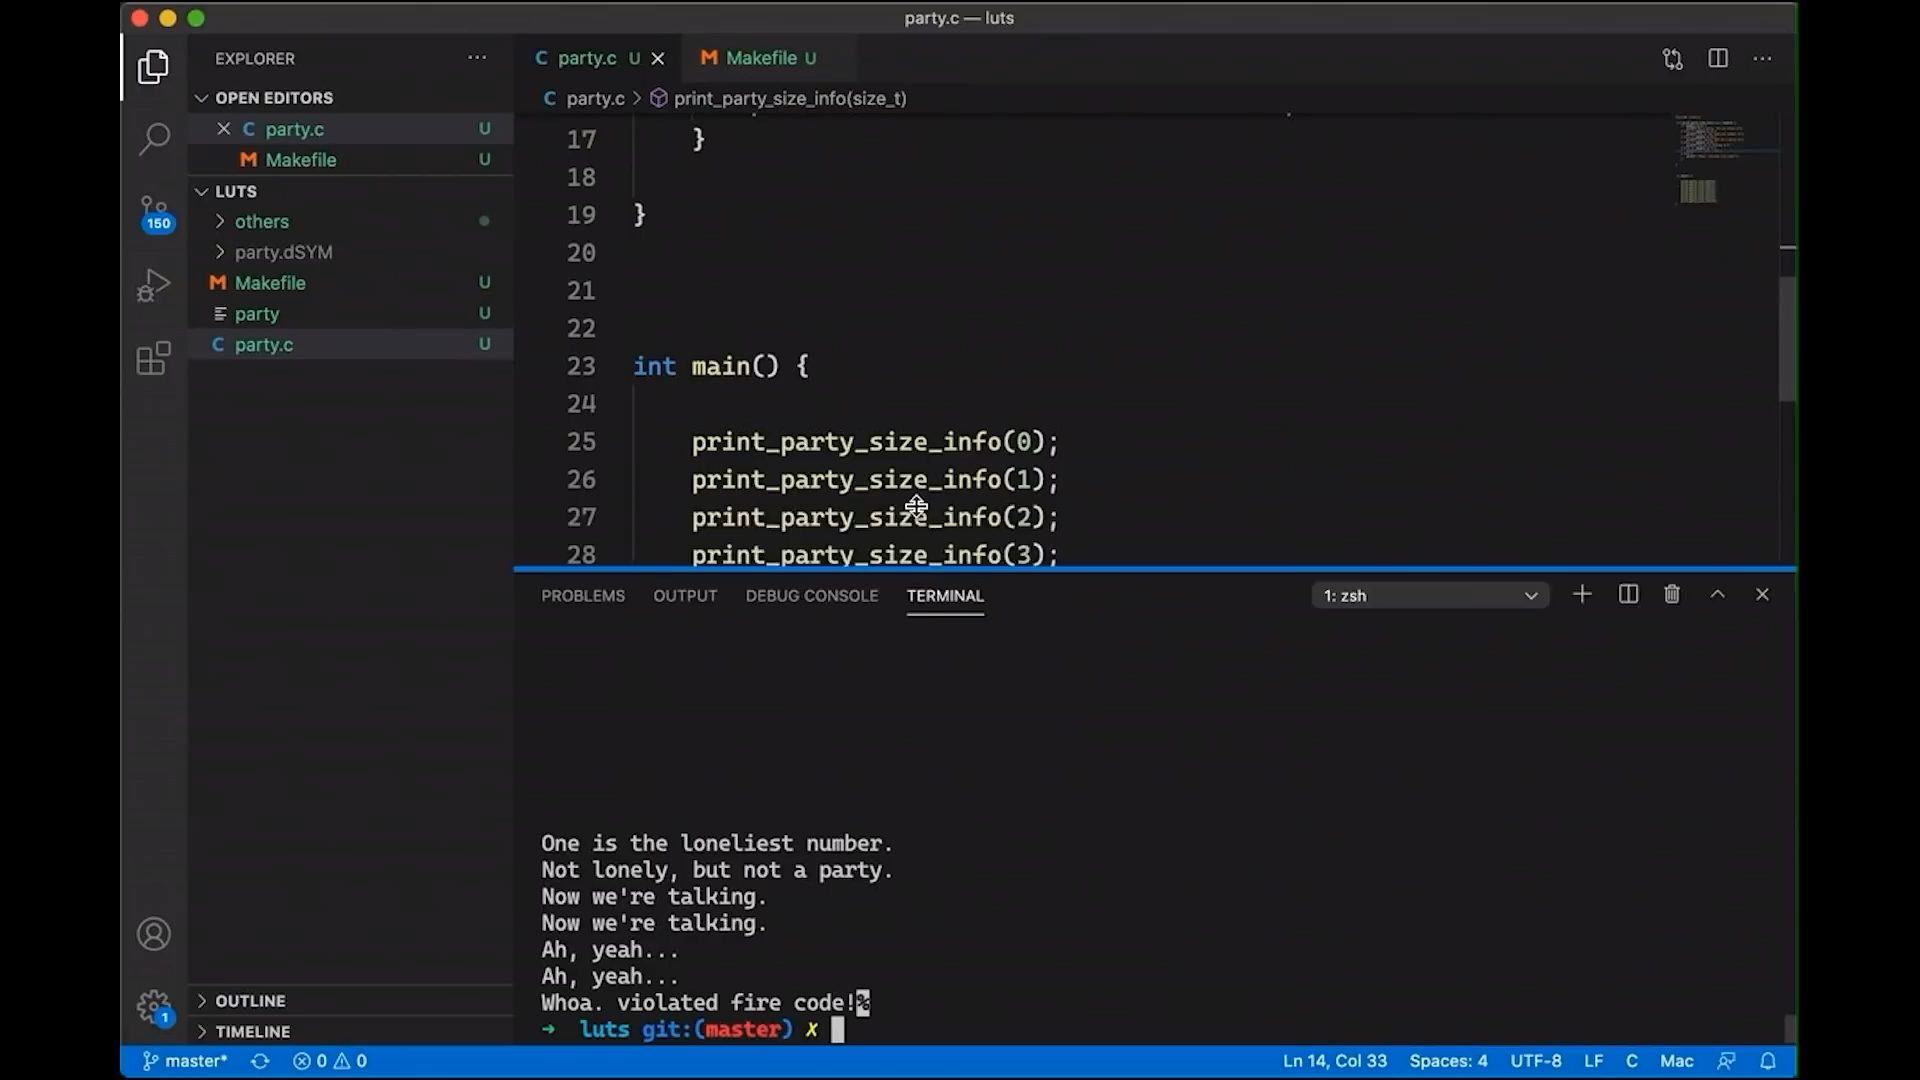 party.c — luts
EXPLORER
OPEN EDITORS
party.c U
Makefile U
LUTS
others
party.dSYM
Makefile U
party U
party.c U
150
1
OUTLINE
TIMELINE
party.c U
Makefile U
party.c > print_party_size_info(size_t)
17 }
18
19 }
20
21
22
23 int main() {
24
25 print_party_size_info(0);
26 print_party_size_info(1);
27 print_party_size_info(2);
28 print_party_size_info(3);
PROBLEMS OUTPUT DEBUG CONSOLE TERMINAL 1: zsh
One is the loneliest number.
Not lonely, but not a party.
Now we're talking.
Now we're talking.
Ah, yeah...
Ah, yeah...
Whoa. violated fire code!%
→ luts git:(master) ✗
master* 0 0 Ln 14, Col 33 Spaces: 4 UTF-8 LF C Mac